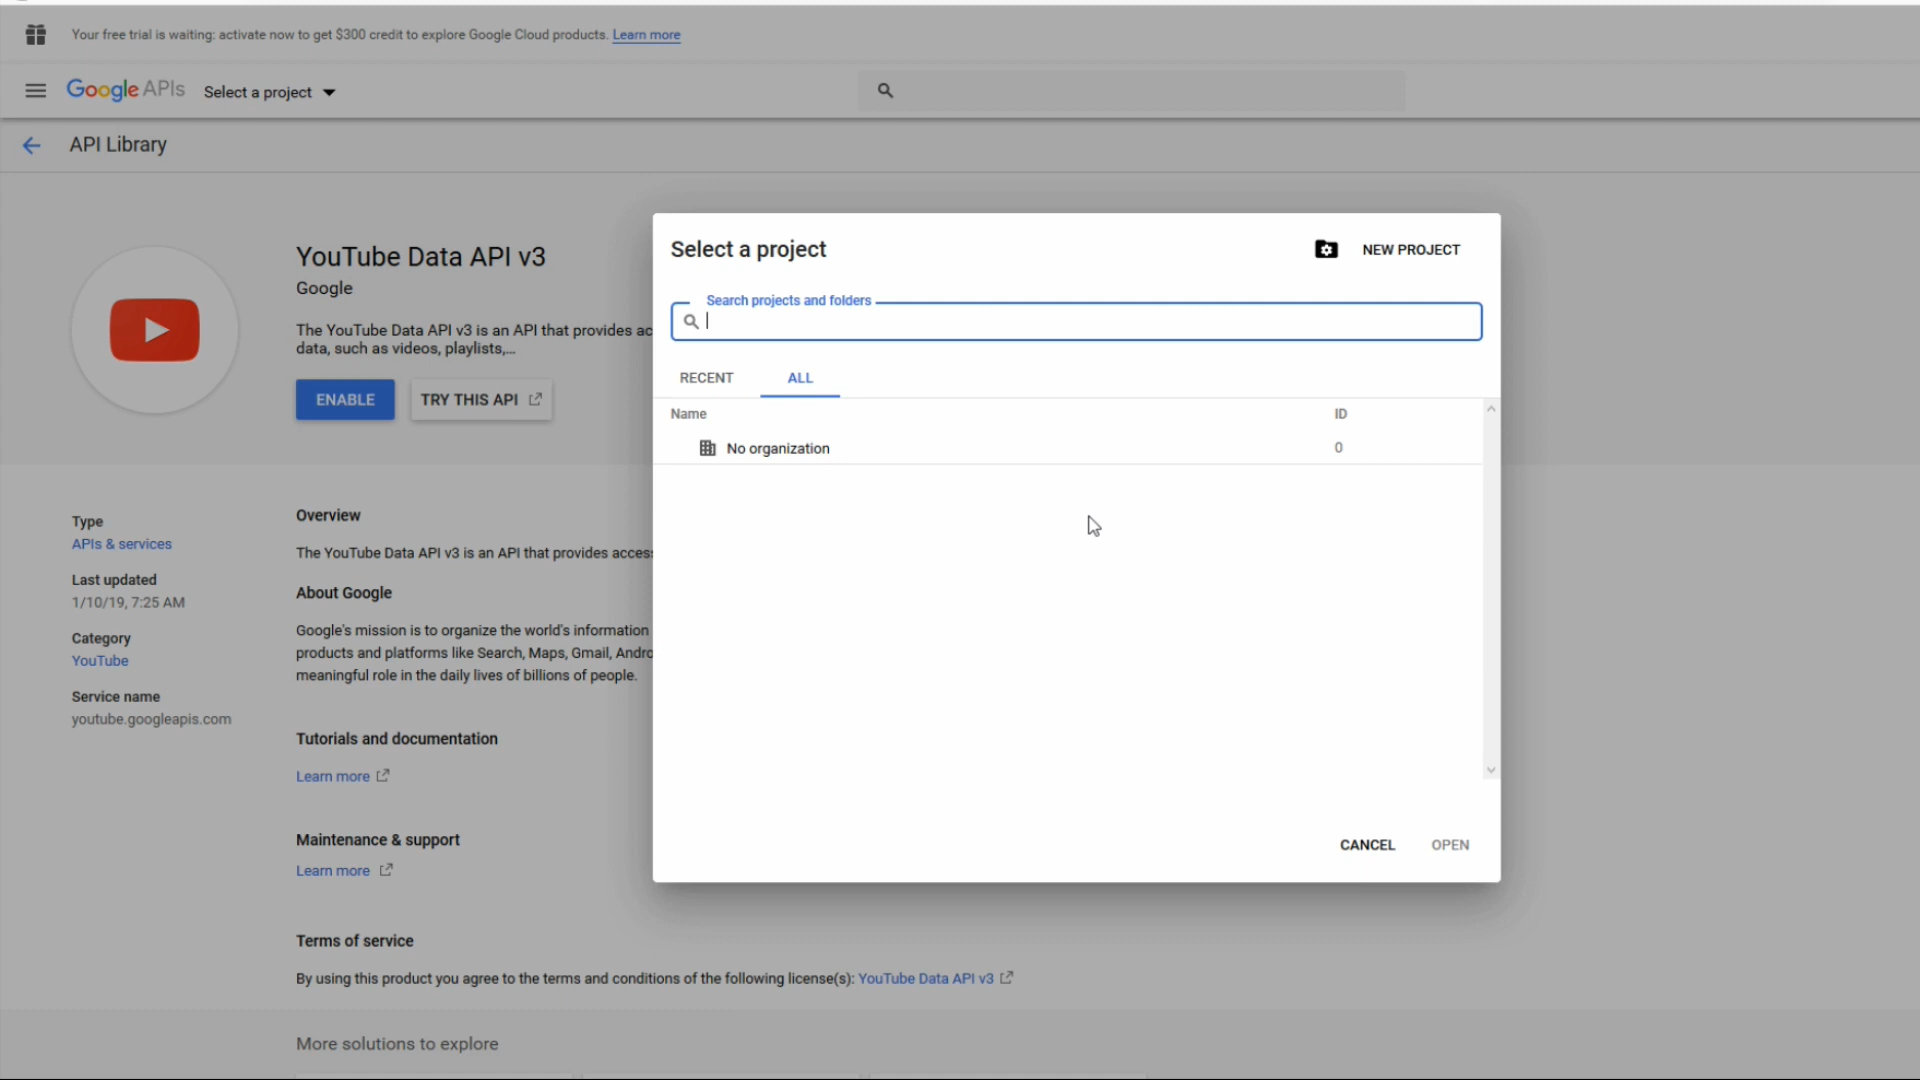 Your free trial is waiting: activate now to get $300 credit to explore Google Cloud products. Learn more
Google APIs Select a project
API Library
YouTube Data API v3
Google
The YouTube Data API v3 is an API that provides ac
data, such as videos, playlists,...
ENABLE TRY THIS API
Type
APIs & services
Last updated
1/10/19, 7:25 AM
Category
YouTube
Service name
youtube.googleapis.com
Overview
The YouTube Data API v3 is an API that provides access
About Google
Google's mission is to organize the world's information
products and platforms like Search, Maps, Gmail, Andro
meaningful role in the daily lives of billions of people.
Tutorials and documentation
Learn more
Maintenance & support
Learn more
Terms of service
By using this product you agree to the terms and conditions of the following license(s): YouTube Data API v3
More solutions to explore
Select a project NEW PROJECT
Search projects and folders
RECENT ALL
Name ID
No organization 0
CANCEL OPEN